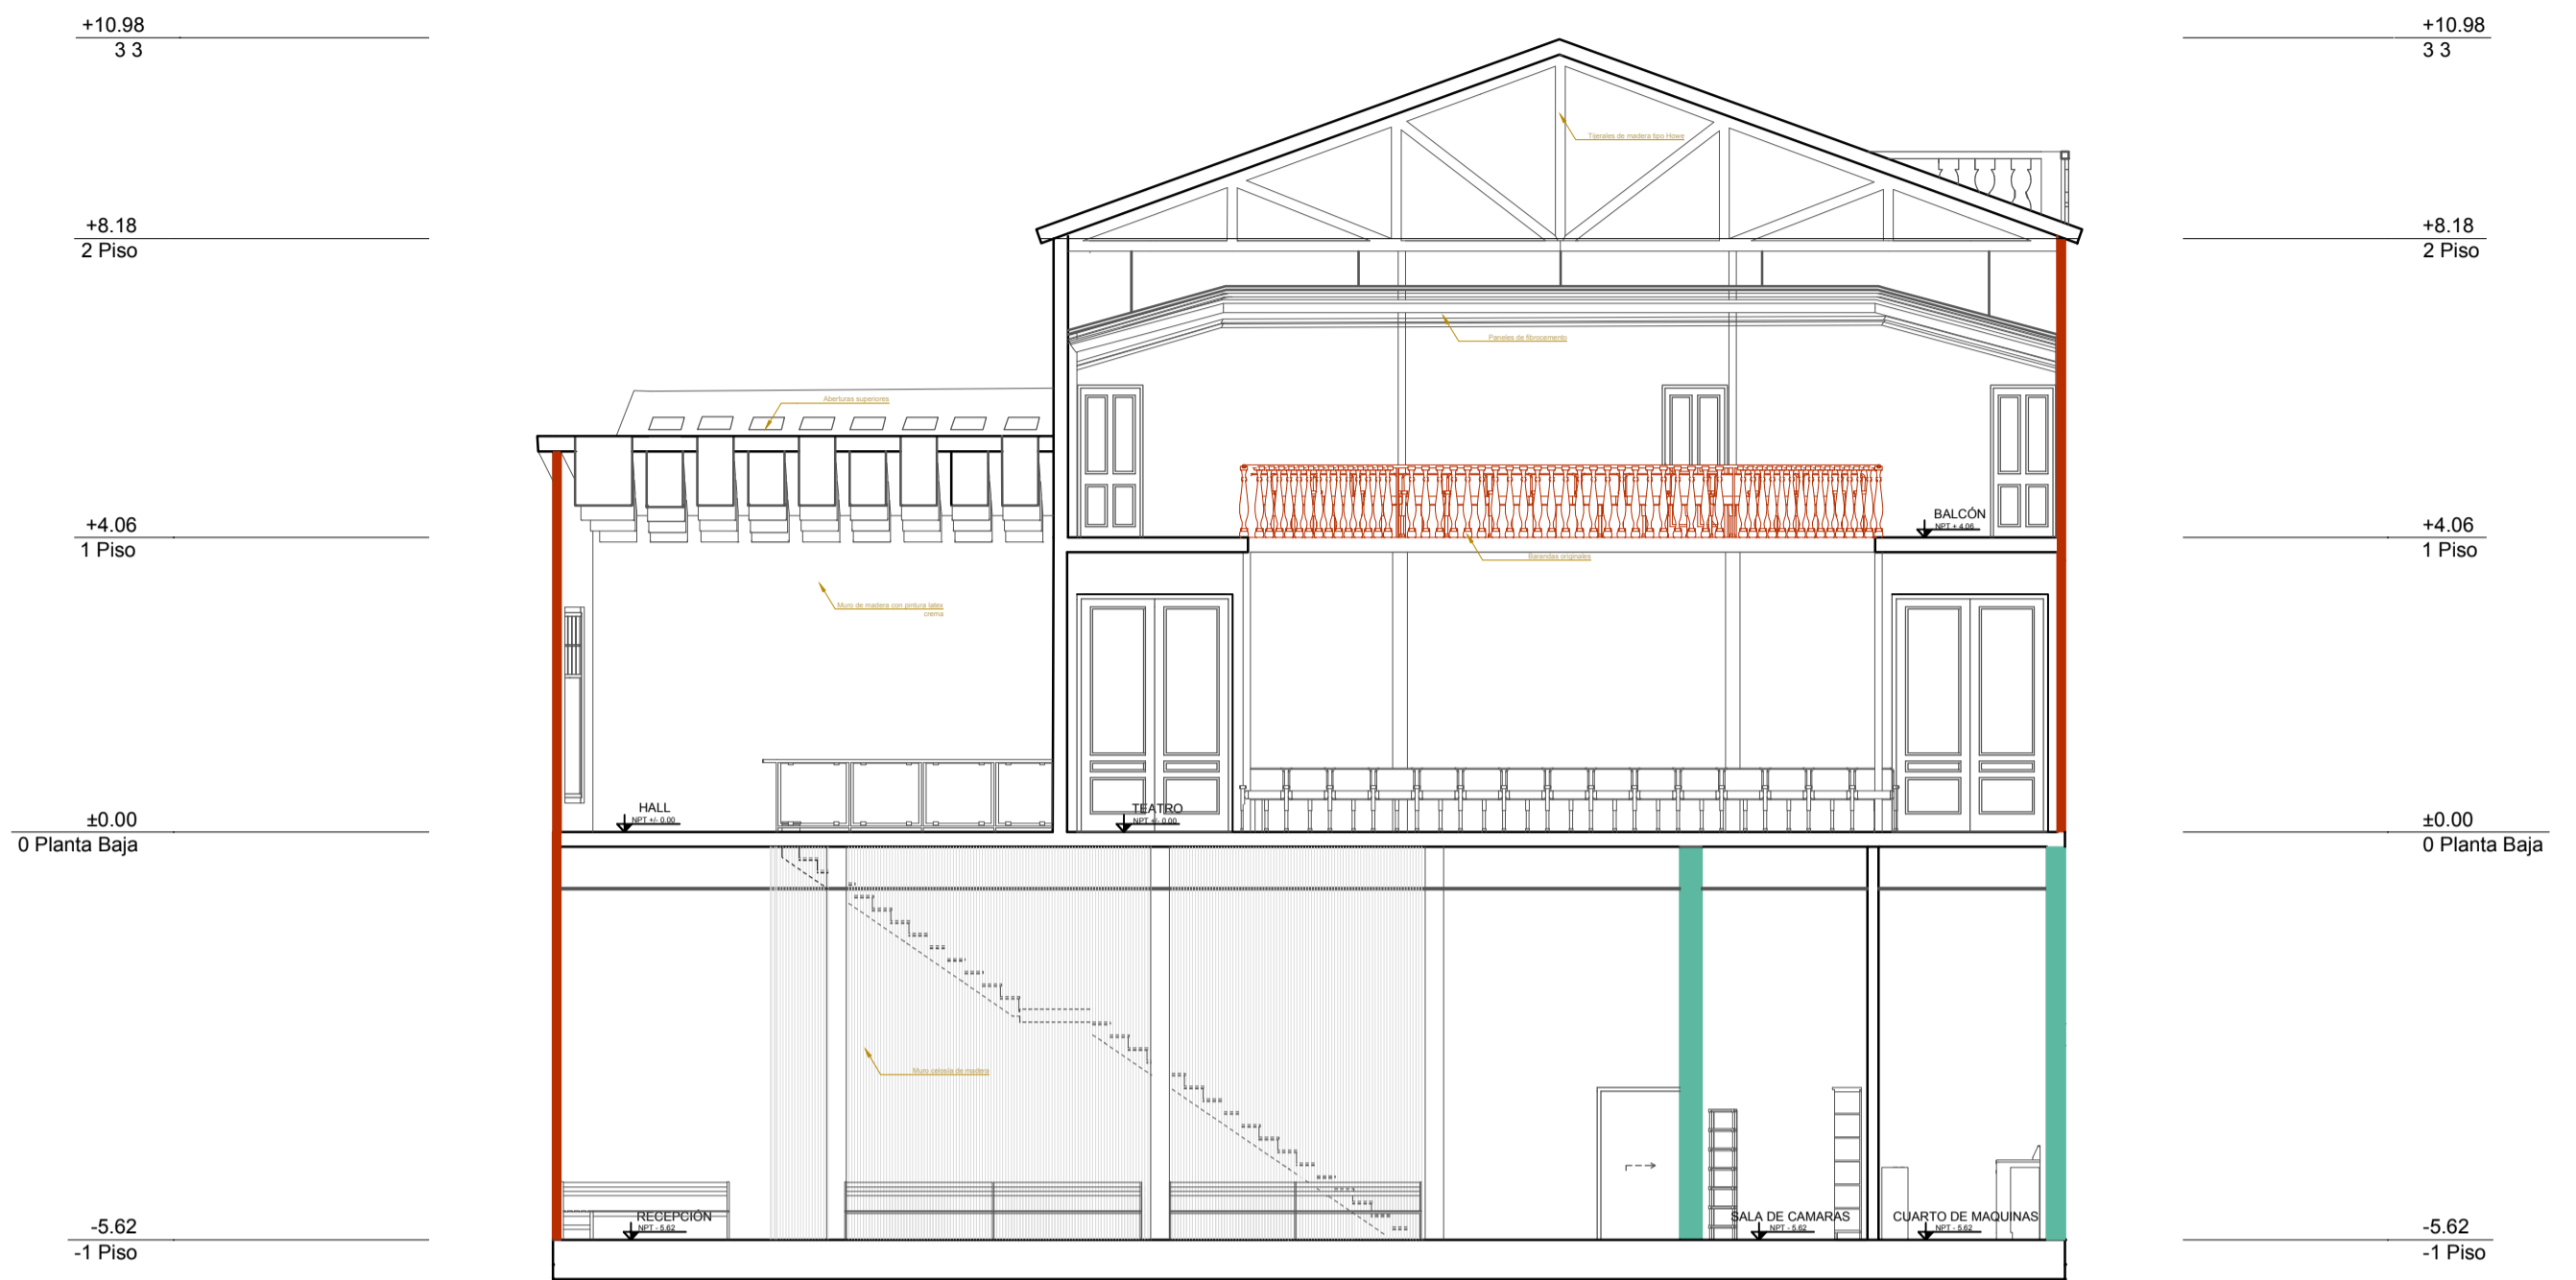 +10.98
3 3
+10.98
3 3
Tserales de madera tipo Howe
+8.18
2 Piso
+8.18
2 Piso
Paneles de fibrocemento
Aberturas superiores
BALCÓN
NPT + 4.06
+4.06
1 Piso
+4.06
1 Piso
Barandas originales
Muro de madera con pintura latex
crema
HALL
NPT +/- 0.00
TEATRO
NPT +/- 0.00
±0.00
0 Planta Baja
±0.00
0 Planta Baja
Muro celosia de madera
RECEPCIÓN
NPT - 5.62
SALA DE CAMARAS
NPT - 5.62
CUARTO DE MAQUINAS
NPT - 5.62
-5.62
-1 Piso
-5.62
-1 Piso